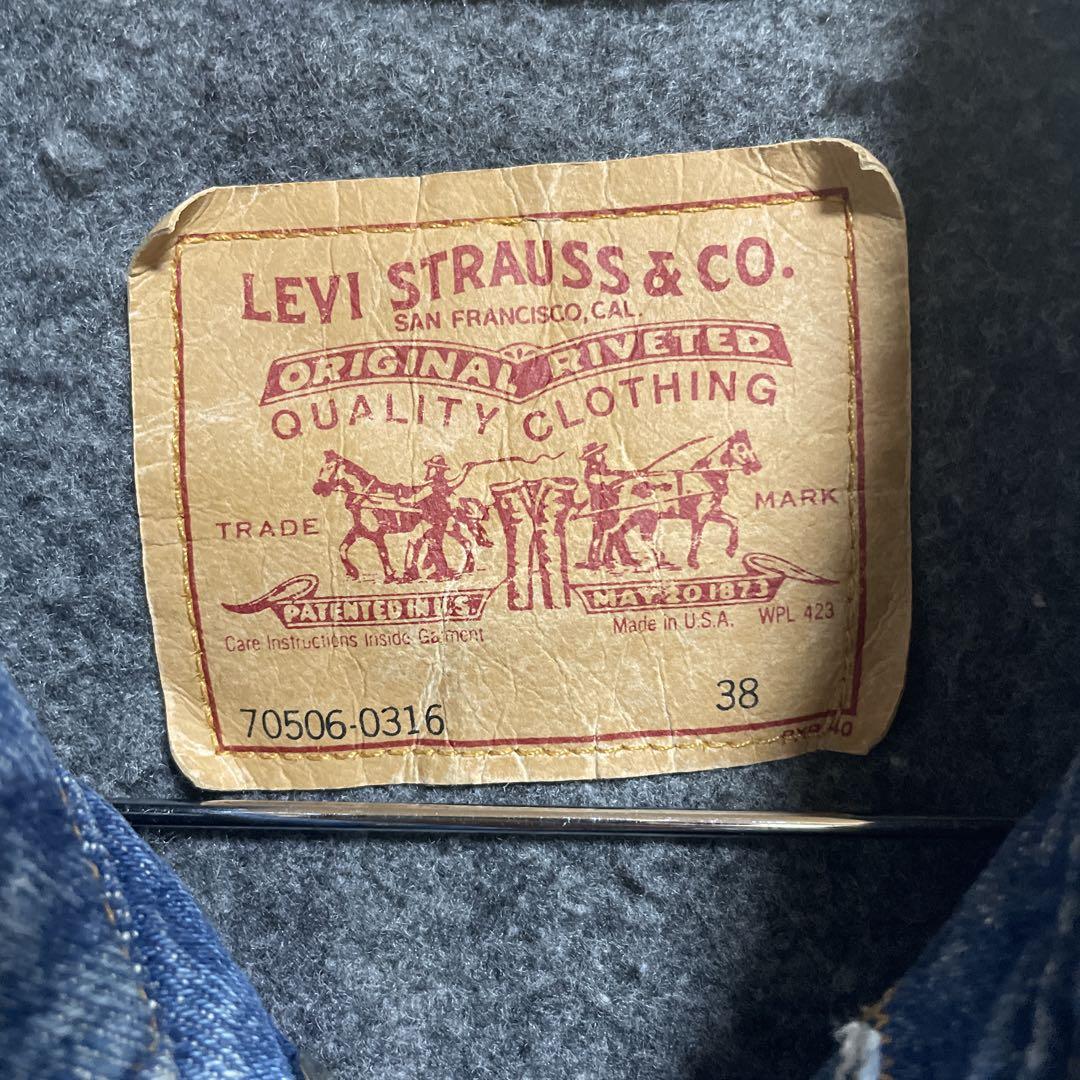 LEVI STRAUSS & CO.
SAN FRANCISCO, CAL.
ORIGINAL RIVETED
QUALITY CLOTHING
TRADE MARK
PATENTED IN U.S. MAY 20 1873
Care Instructions Inside Garment
Made in U.S.A. WPL 423
70506-0316 38